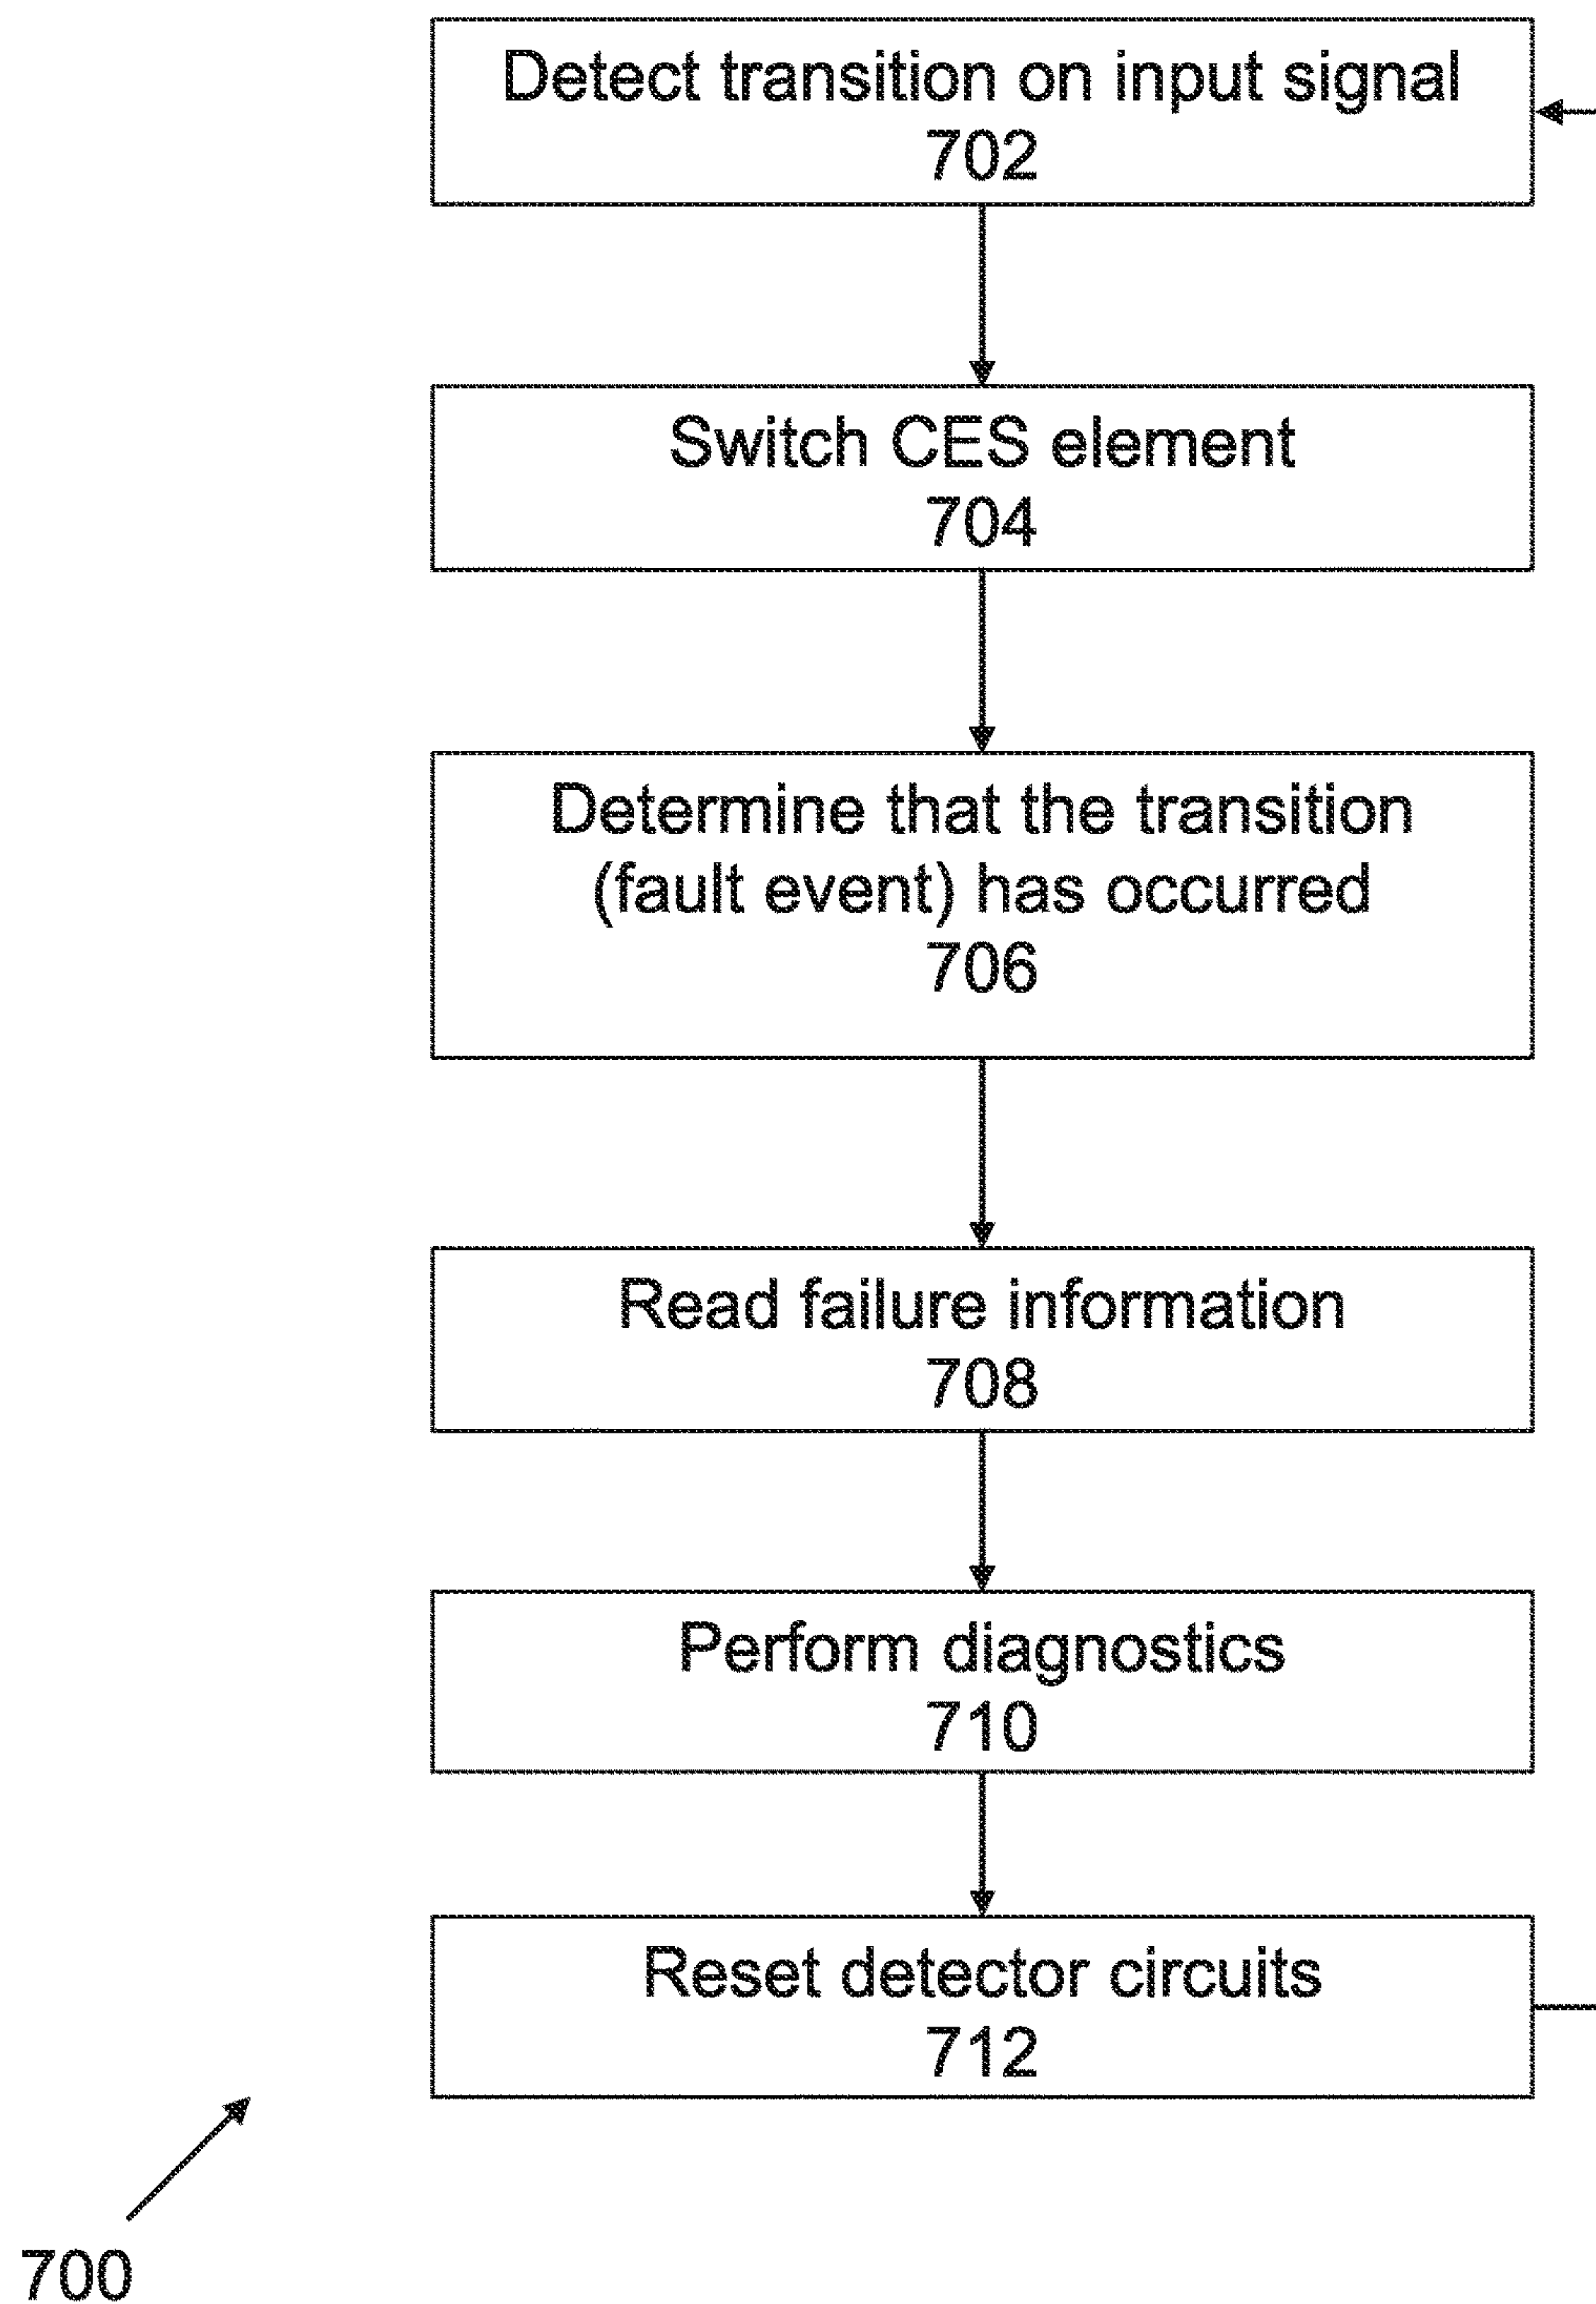 Detect transition on input signal
702
Switch CES element
704
Determine that the transition
(fault event) has occurred
706
Read failure information
708
Perform diagnostics
710
Reset detector circuits
712
700